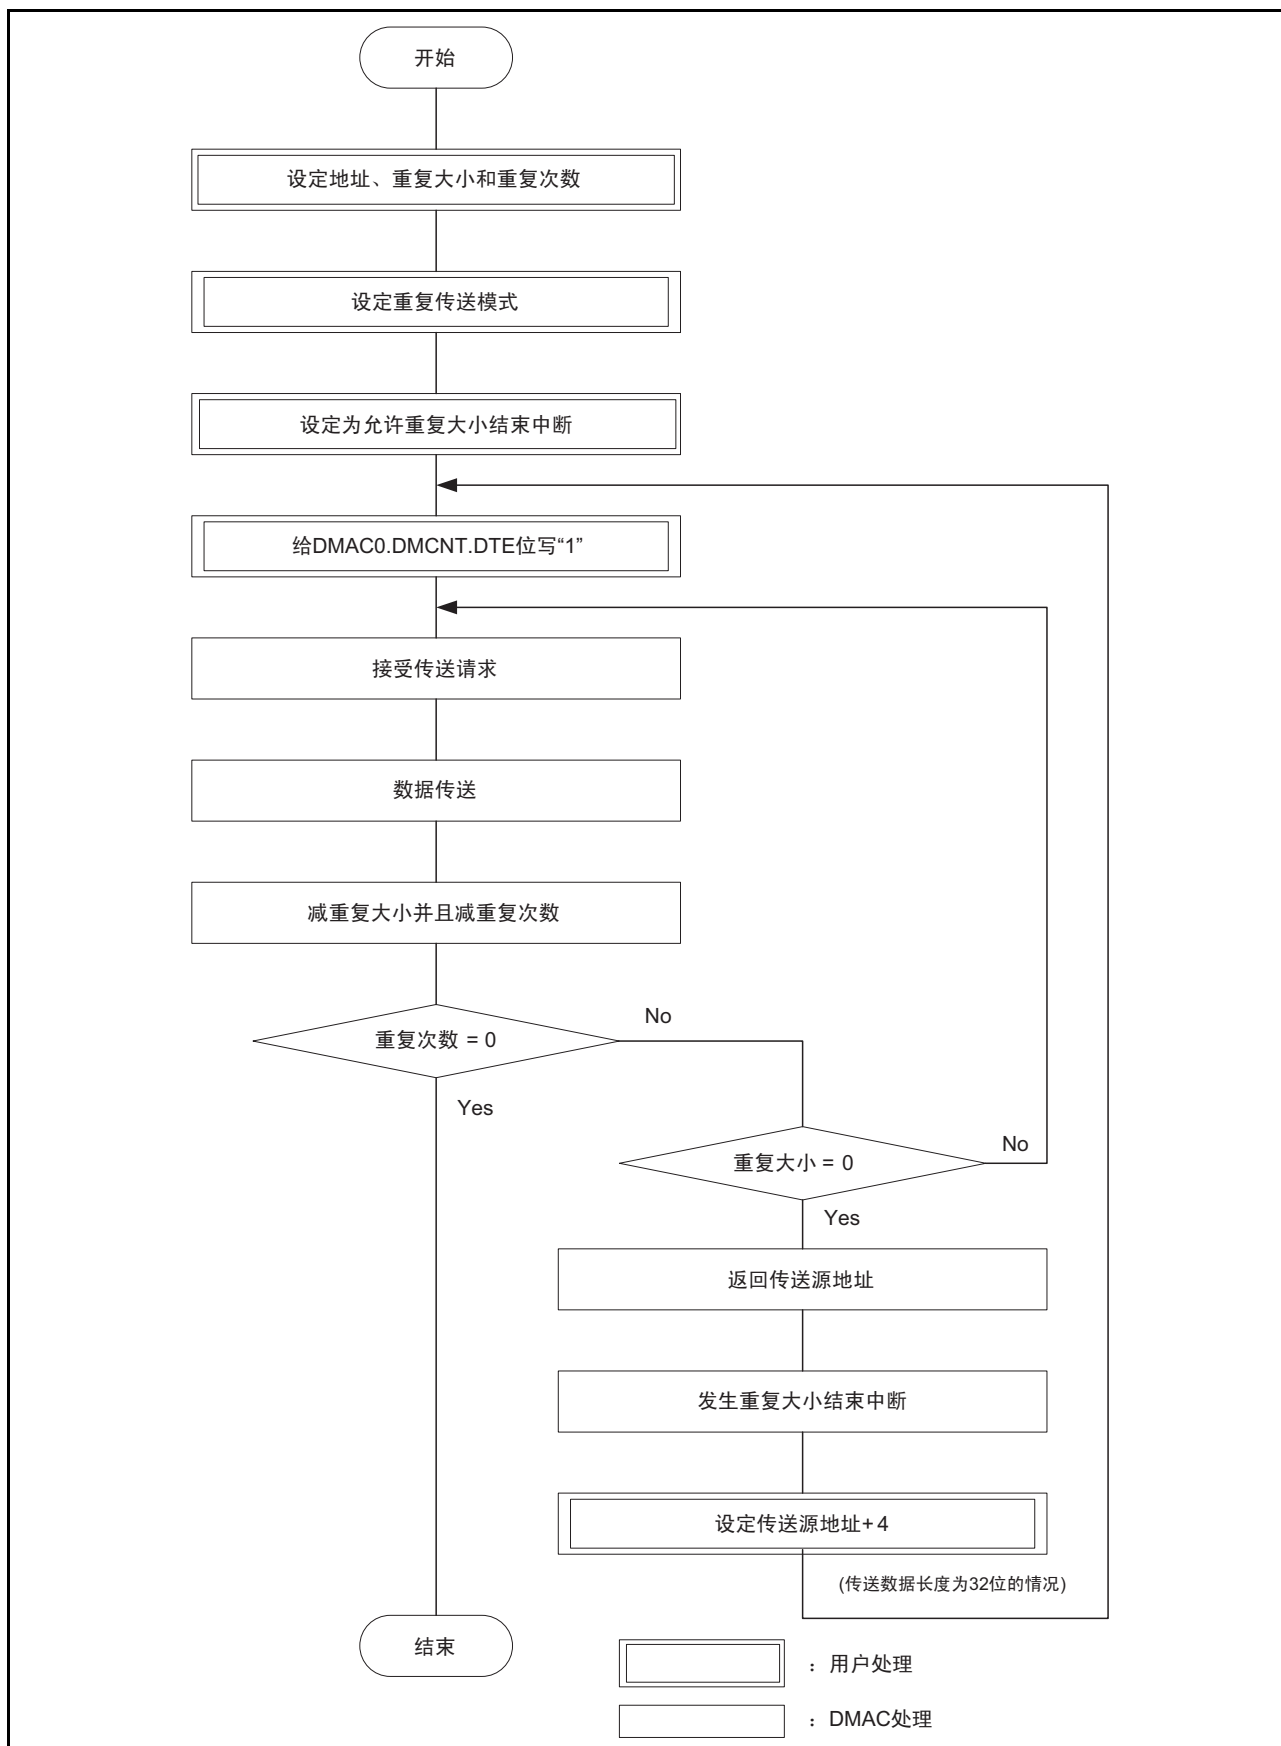 开始
设定地址、重复大小和重复次数
设定重复传送模式
设定为允许重复大小结束中断
给DMAC0.DMCNT.DTE位写“1”
接受传送请求
数据传送
减重复大小并且减重复次数
重复次数 = 0
No
Yes
重复大小 = 0
No
Yes
返回传送源地址
发生重复大小结束中断
设定传送源地址+4
(传送数据长度为32位的情况)
结束
：用户处理
：DMAC处理